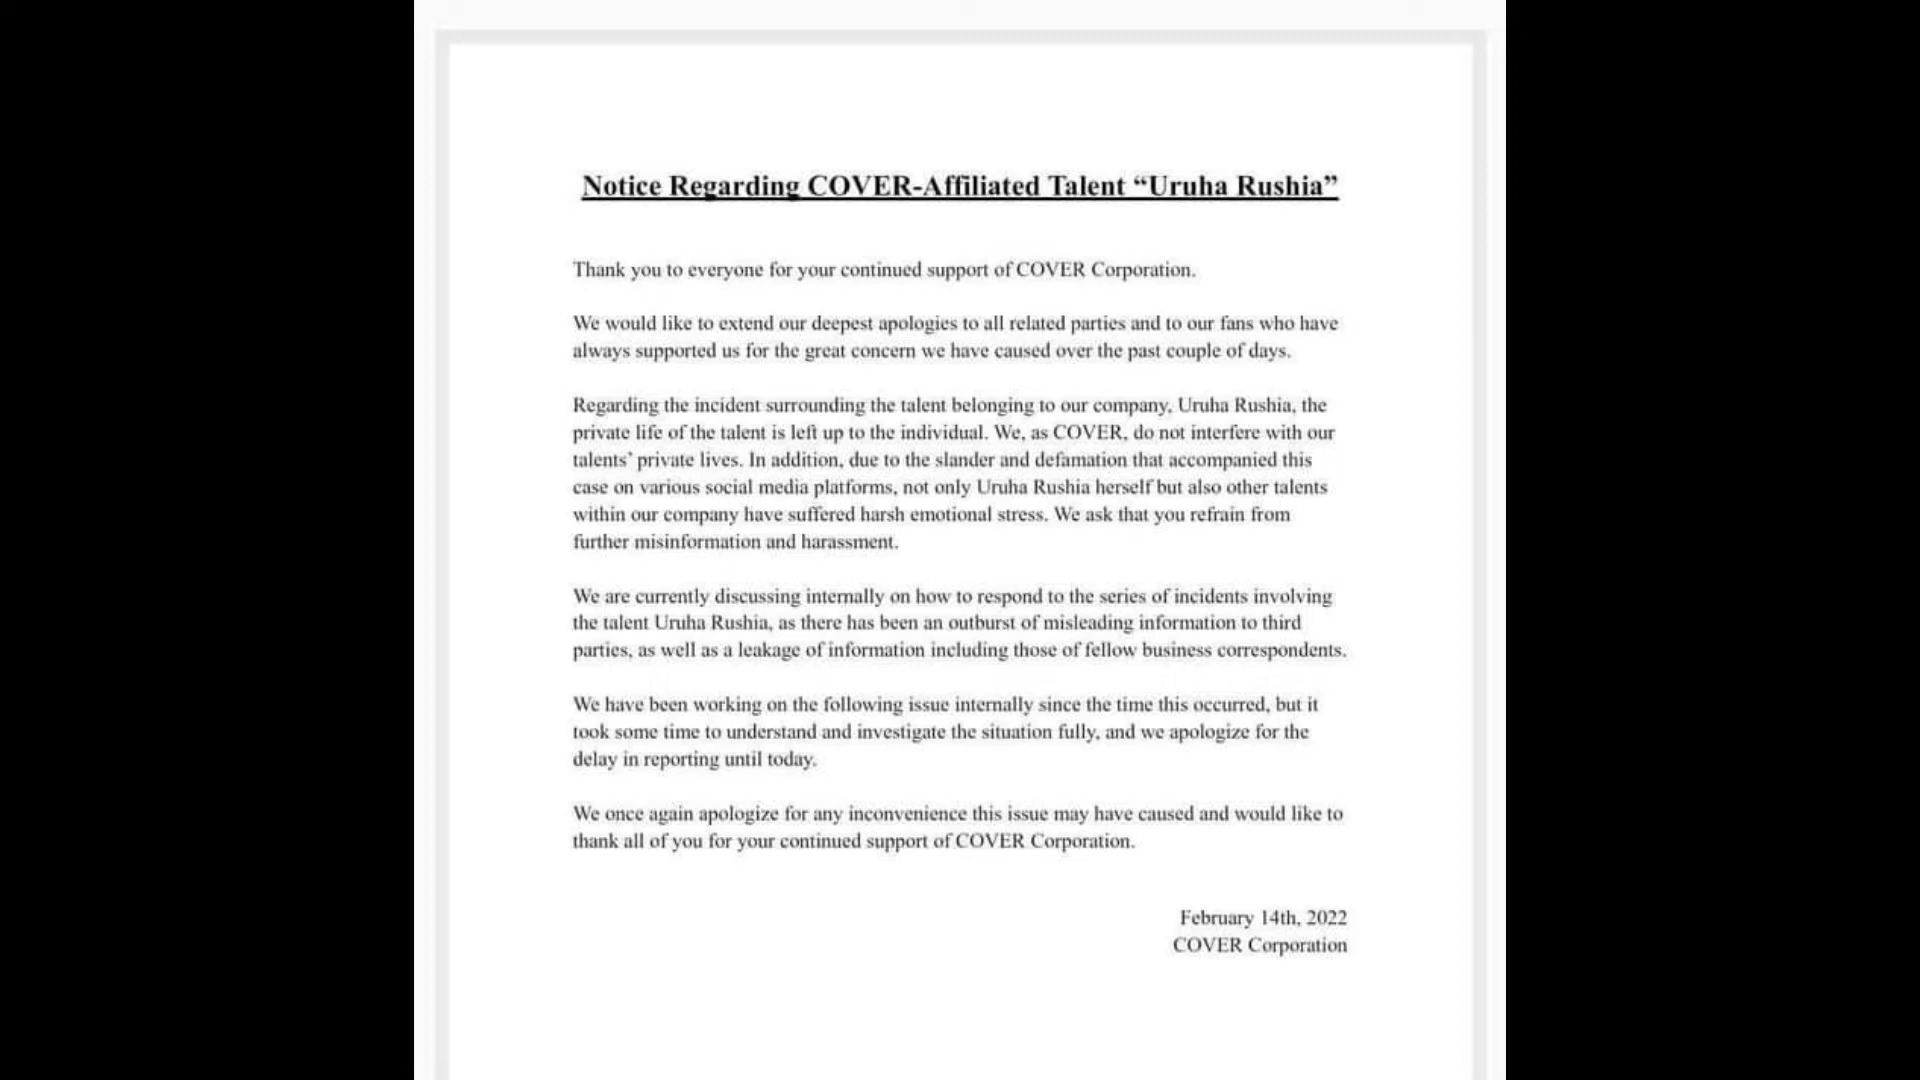 Notice Regarding COVER-Affiliated Talent “Uruha Rushia”
Thank you to everyone for your continued support of COVER Corporation.
We would like to extend our deepest apologies to all related parties and to our fans who have
always supported us for the great concern we have caused over the past couple of days.
Regarding the incident surrounding the talent belonging to our company, Uruha Rushia, the
private life of the talent is left up to the individual. We, as COVER, do not interfere with our
talents’ private lives. In addition, due to the slander and defamation that accompanied this
case on various social media platforms, not only Uruha Rushia herself but also other talents
within our company have suffered harsh emotional stress. We ask that you refrain from
further misinformation and harassment.
We are currently discussing internally on how to respond to the series of incidents involving
the talent Uruha Rushia, as there has been an outburst of misleading information to third
parties, as well as a leakage of information including those of fellow business correspondents.
We have been working on the following issue internally since the time this occurred, but it
took some time to understand and investigate the situation fully, and we apologize for the
delay in reporting until today.
We once again apologize for any inconvenience this issue may have caused and would like to
thank all of you for your continued support of COVER Corporation.
February 14th, 2022
COVER Corporation